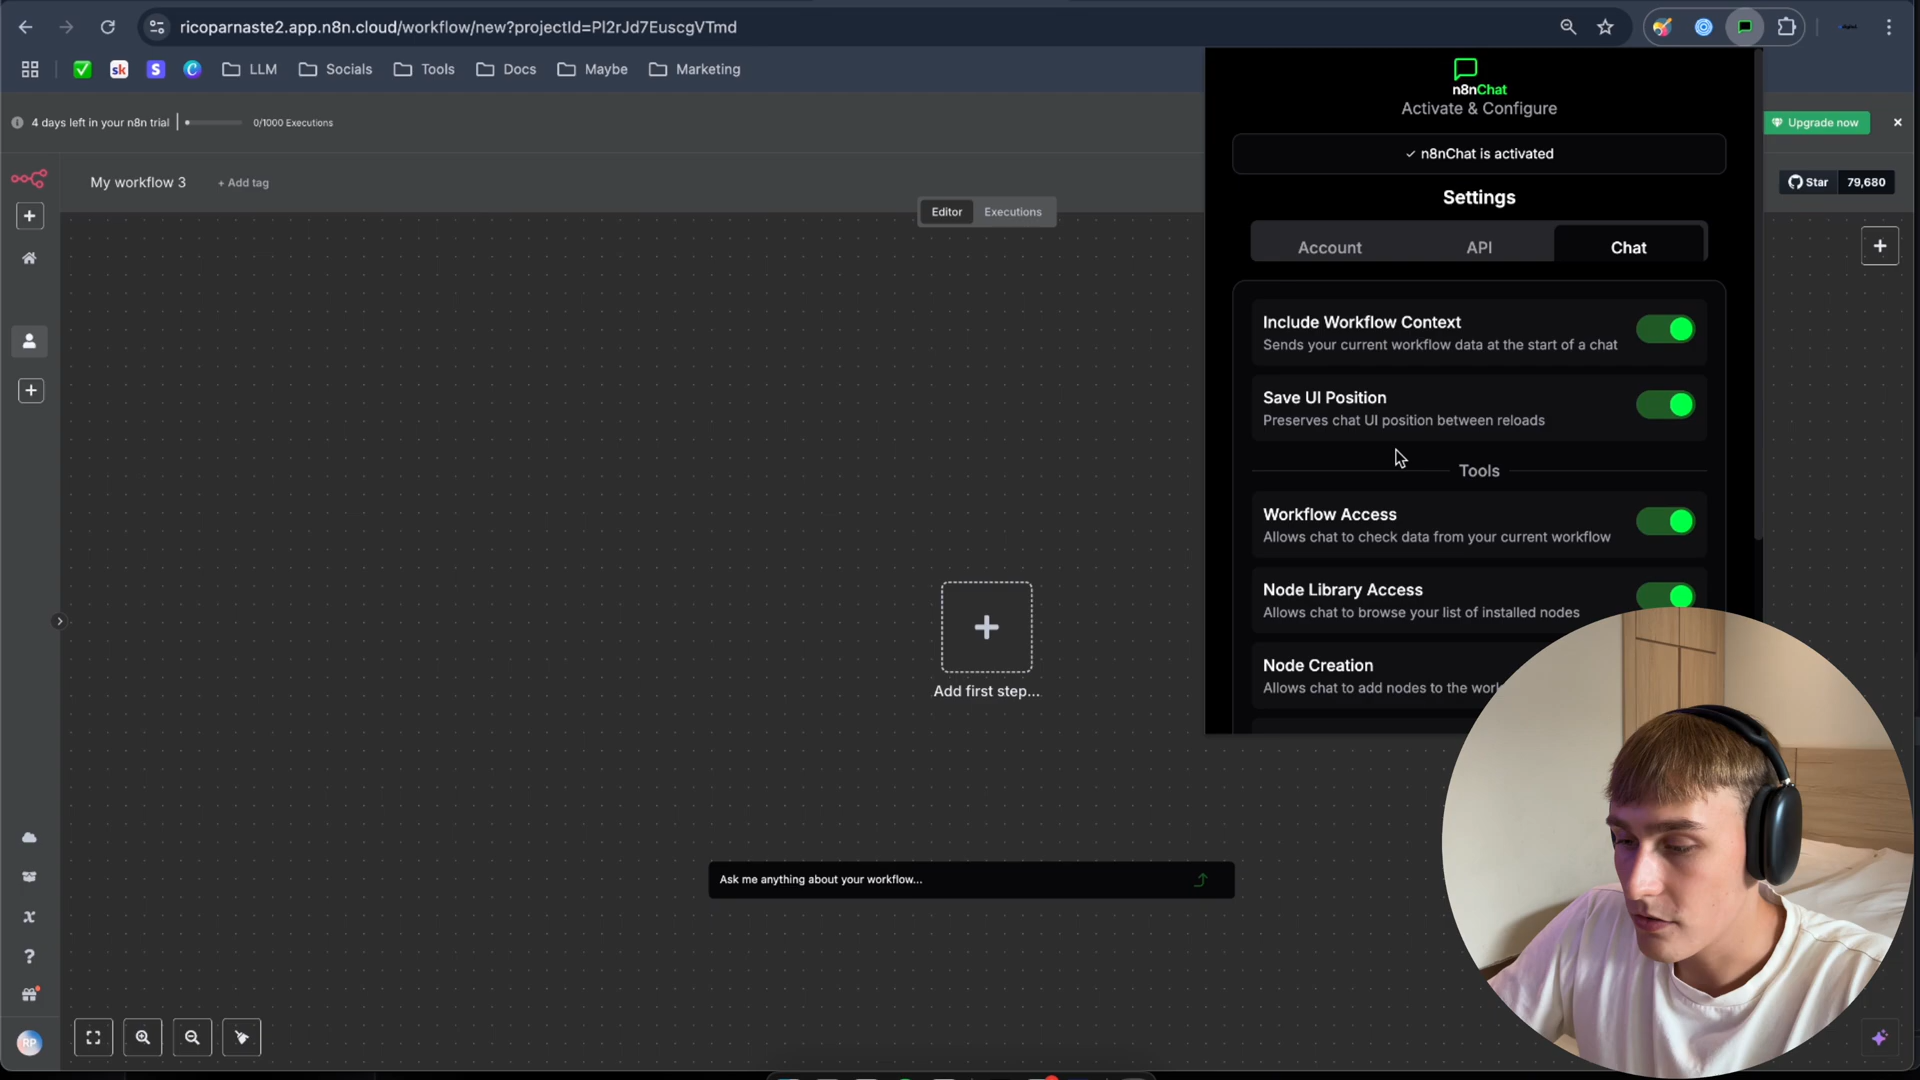 ricoparnaste2.app.n8n.cloud/workflow/new?projectId=PI2rJd7EuscgVTmd
sk
S
LLM
Socials
Tools
Docs
Maybe
Marketing
4 days left in your n8n trial
0/1000 Executions
Upgrade now
My workflow 3
+ Add tag
Star
79,680
Editor
Executions
n8nChat
Activate & Configure
n8nChat is activated
Settings
Account
API
Chat
Include Workflow Context
Sends your current workflow data at the start of a chat
Save UI Position
Preserves chat UI position between reloads
Tools
Workflow Access
Allows chat to check data from your current workflow
Node Library Access
Allows chat to browse your list of installed nodes
Node Creation
Allows chat to add nodes to the
Add first step...
Ask me anything about your workflow...
RP